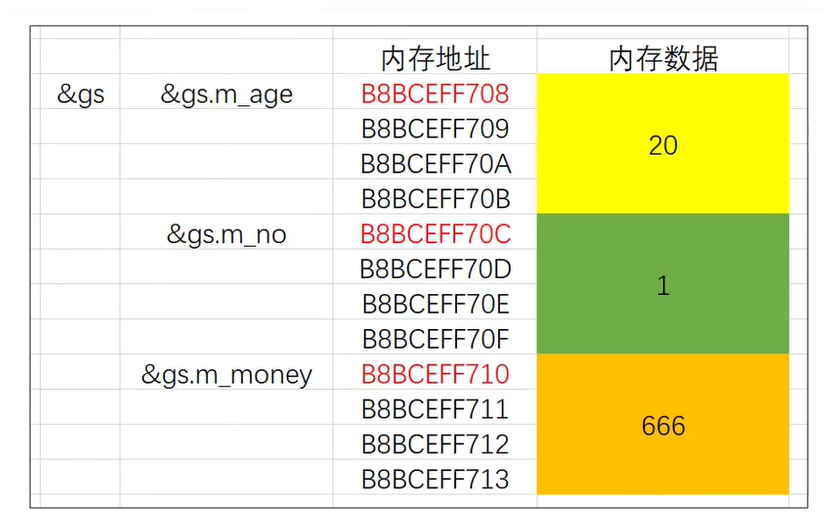 内存地址 内存数据
&gs &gs.m_age B8BCEFF708
B8BCEFF709
20
B8BCEFF70A
B8BCEFF70B
&gs.m_no B8BCEFF70C
B8BCEFF70D
1
B8BCEFF70E
B8BCEFF70F
&gs.m_money B8BCEFF710
B8BCEFF711
666
B8BCEFF712
B8BCEFF713